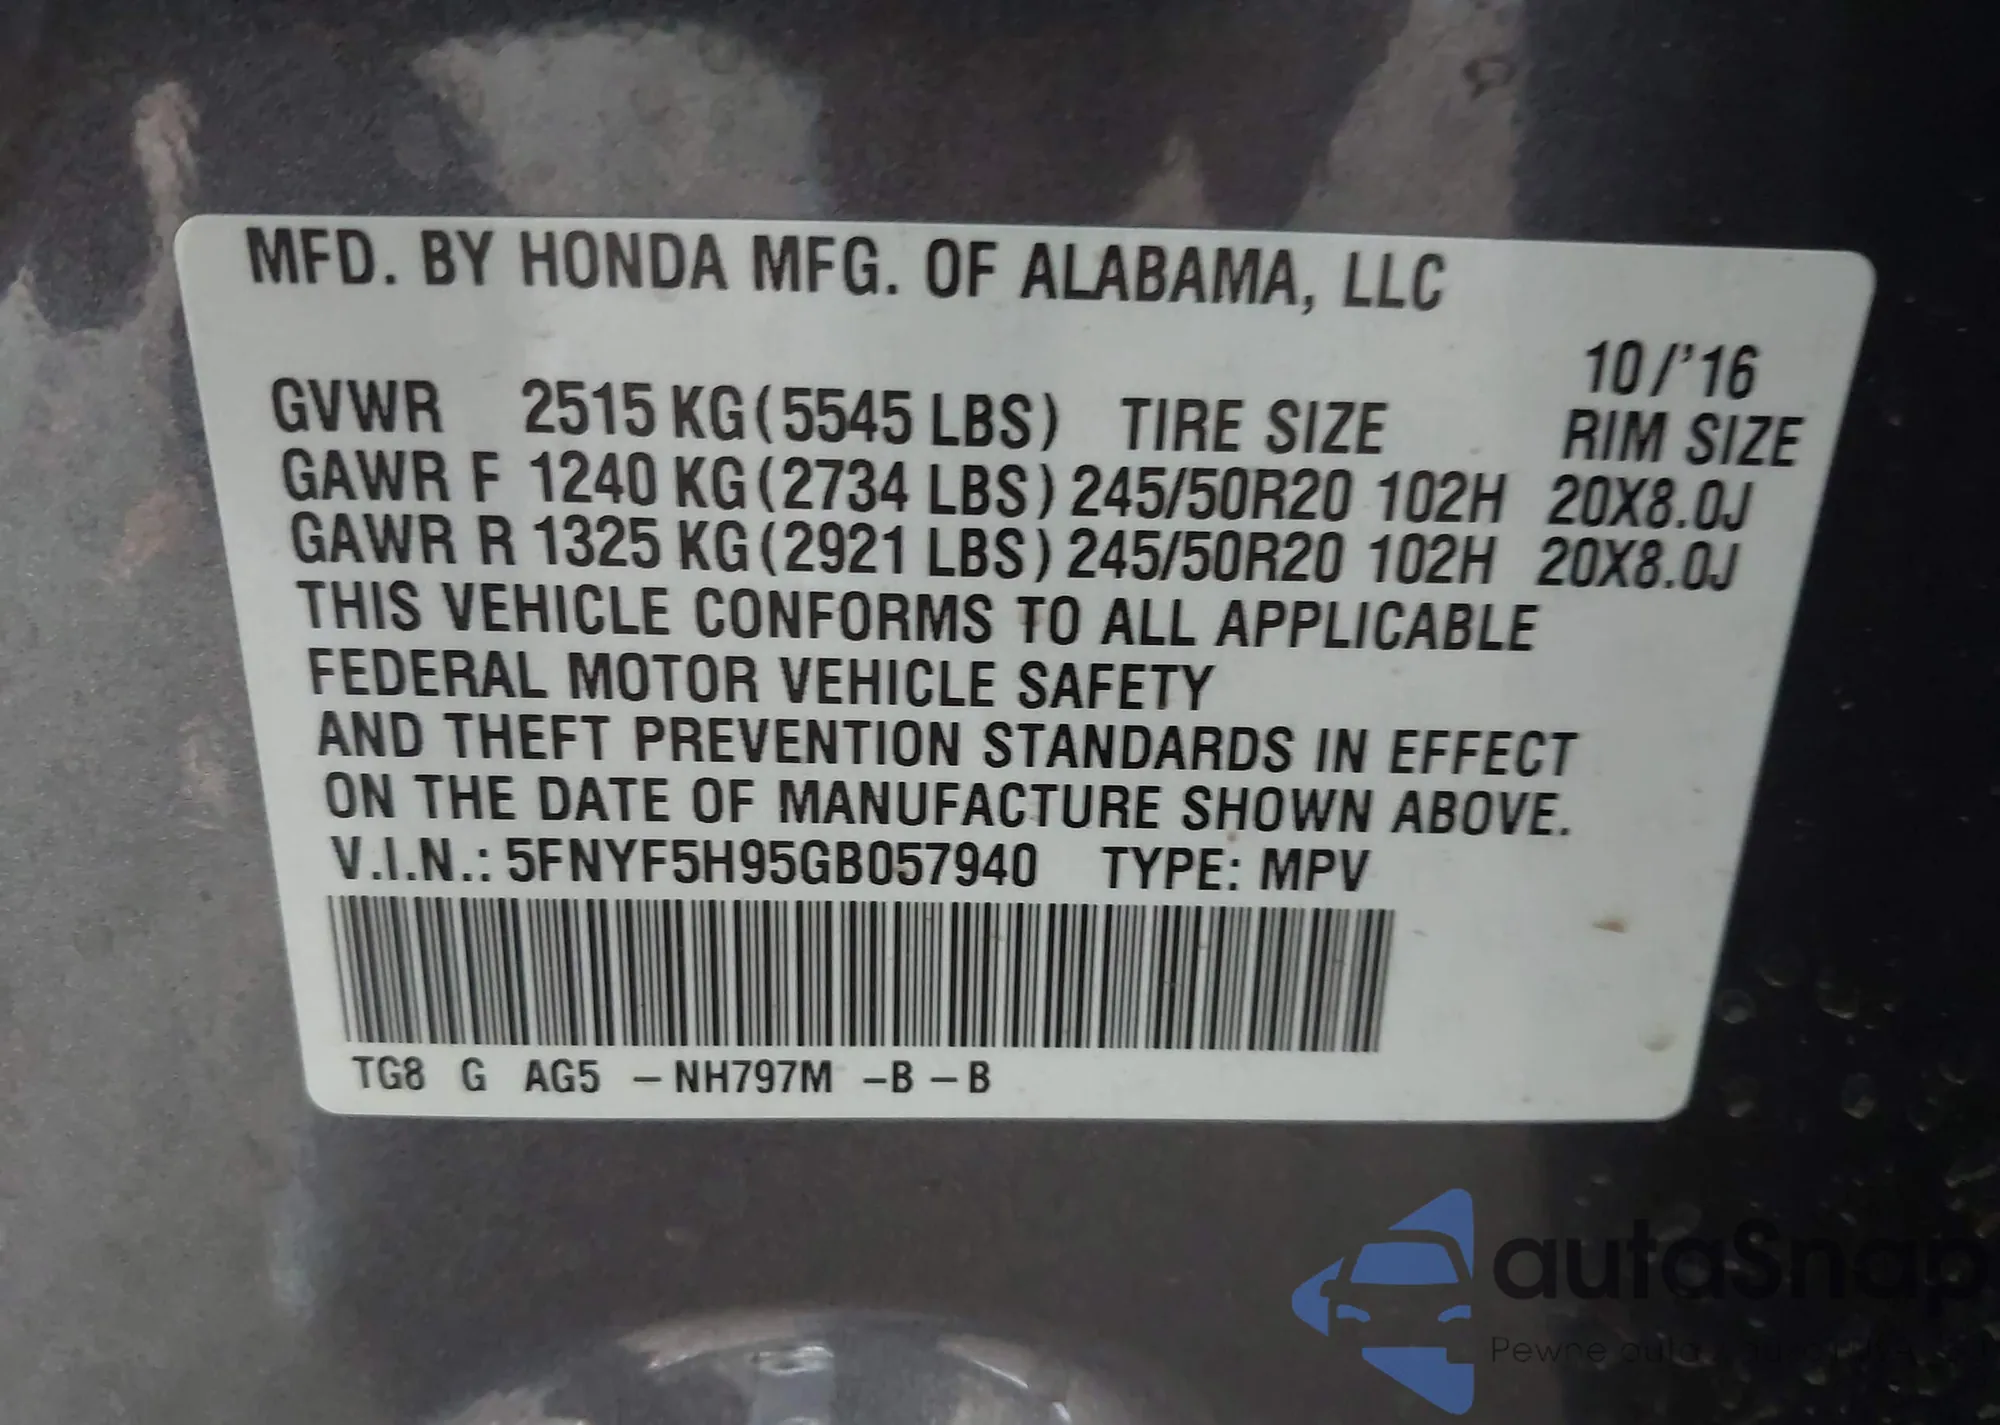 MFD. BY HONDA MFG. OF ALABAMA, LLC
10/'16
GVWR 2515 KG (5545 LBS) TIRE SIZE RIM SIZE
GAWR F 1240 KG (2734 LBS) 245/50R20 102H 20X8.0J
GAWR R 1325 KG (2921 LBS) 245/50R20 102H 20X8.0J
THIS VEHICLE CONFORMS TO ALL APPLICABLE
FEDERAL MOTOR VEHICLE SAFETY
AND THEFT PREVENTION STANDARDS IN EFFECT
ON THE DATE OF MANUFACTURE SHOWN ABOVE.
V.I.N.: 5FNYF5H95GB057940 TYPE: MPV
TG8 G AG5 – NH797M – B – B
autaSnap
Pewne auta